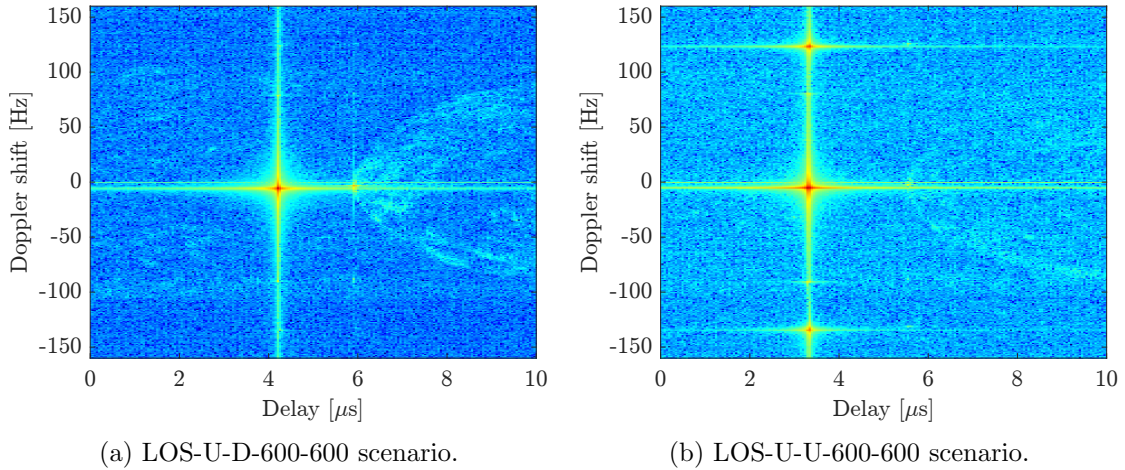 150
100
50
0
-50
-100
-150
Doppler shift [Hz]
0 2 4 6 8 10
Delay [μs]
(a) LOS-U-D-600-600 scenario.
150
100
50
0
-50
-100
-150
Doppler shift [Hz]
0 2 4 6 8 10
Delay [μs]
(b) LOS-U-U-600-600 scenario.